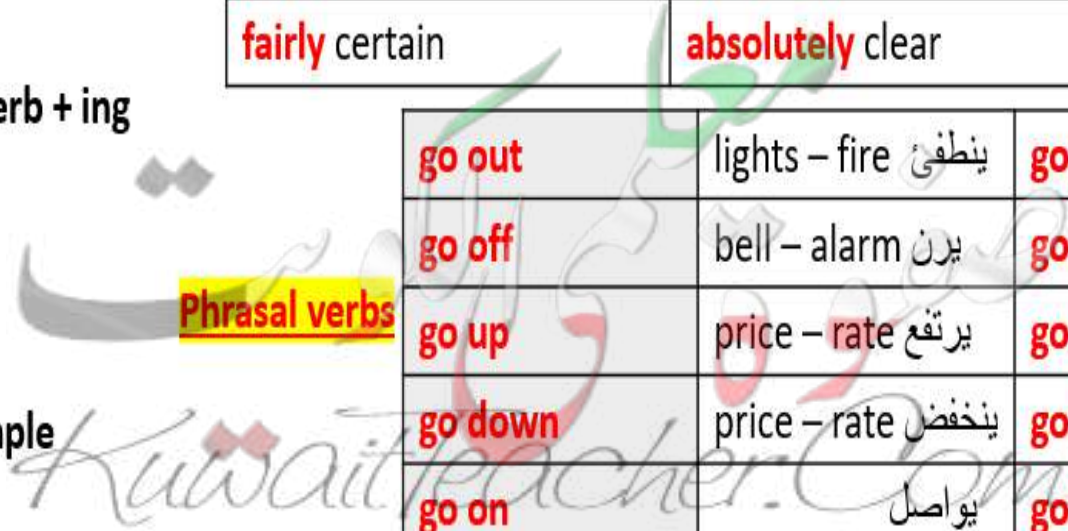 fairly certain absolutely clear
erb + ing
go out lights – fire ينطفئ go
go off bell – alarm يرن go
Phrasal verbs
go up price – rate يرتفع go
go down price – rate ينخفض go
mple
go on يواصل go
KuwaitTeacher.Com